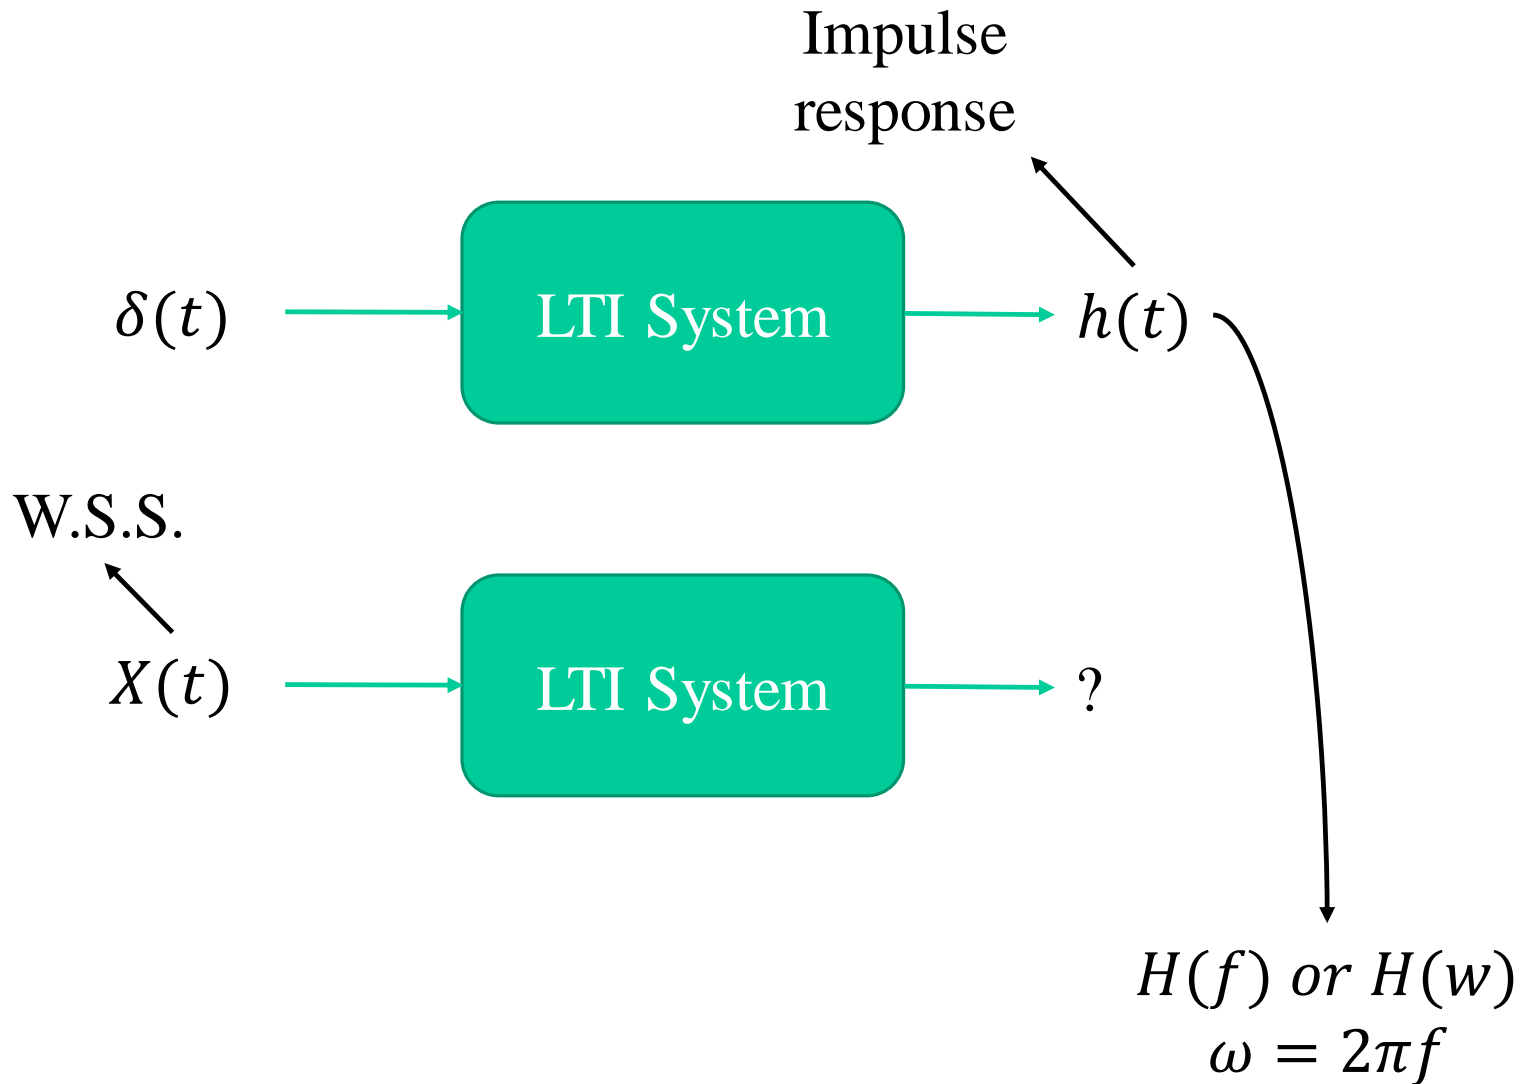 Impulse
response
δ(t)
LTI System
h(t)
W.S.S.
X(t)
LTI System
?
H(f) or H(w)
ω = 2πf